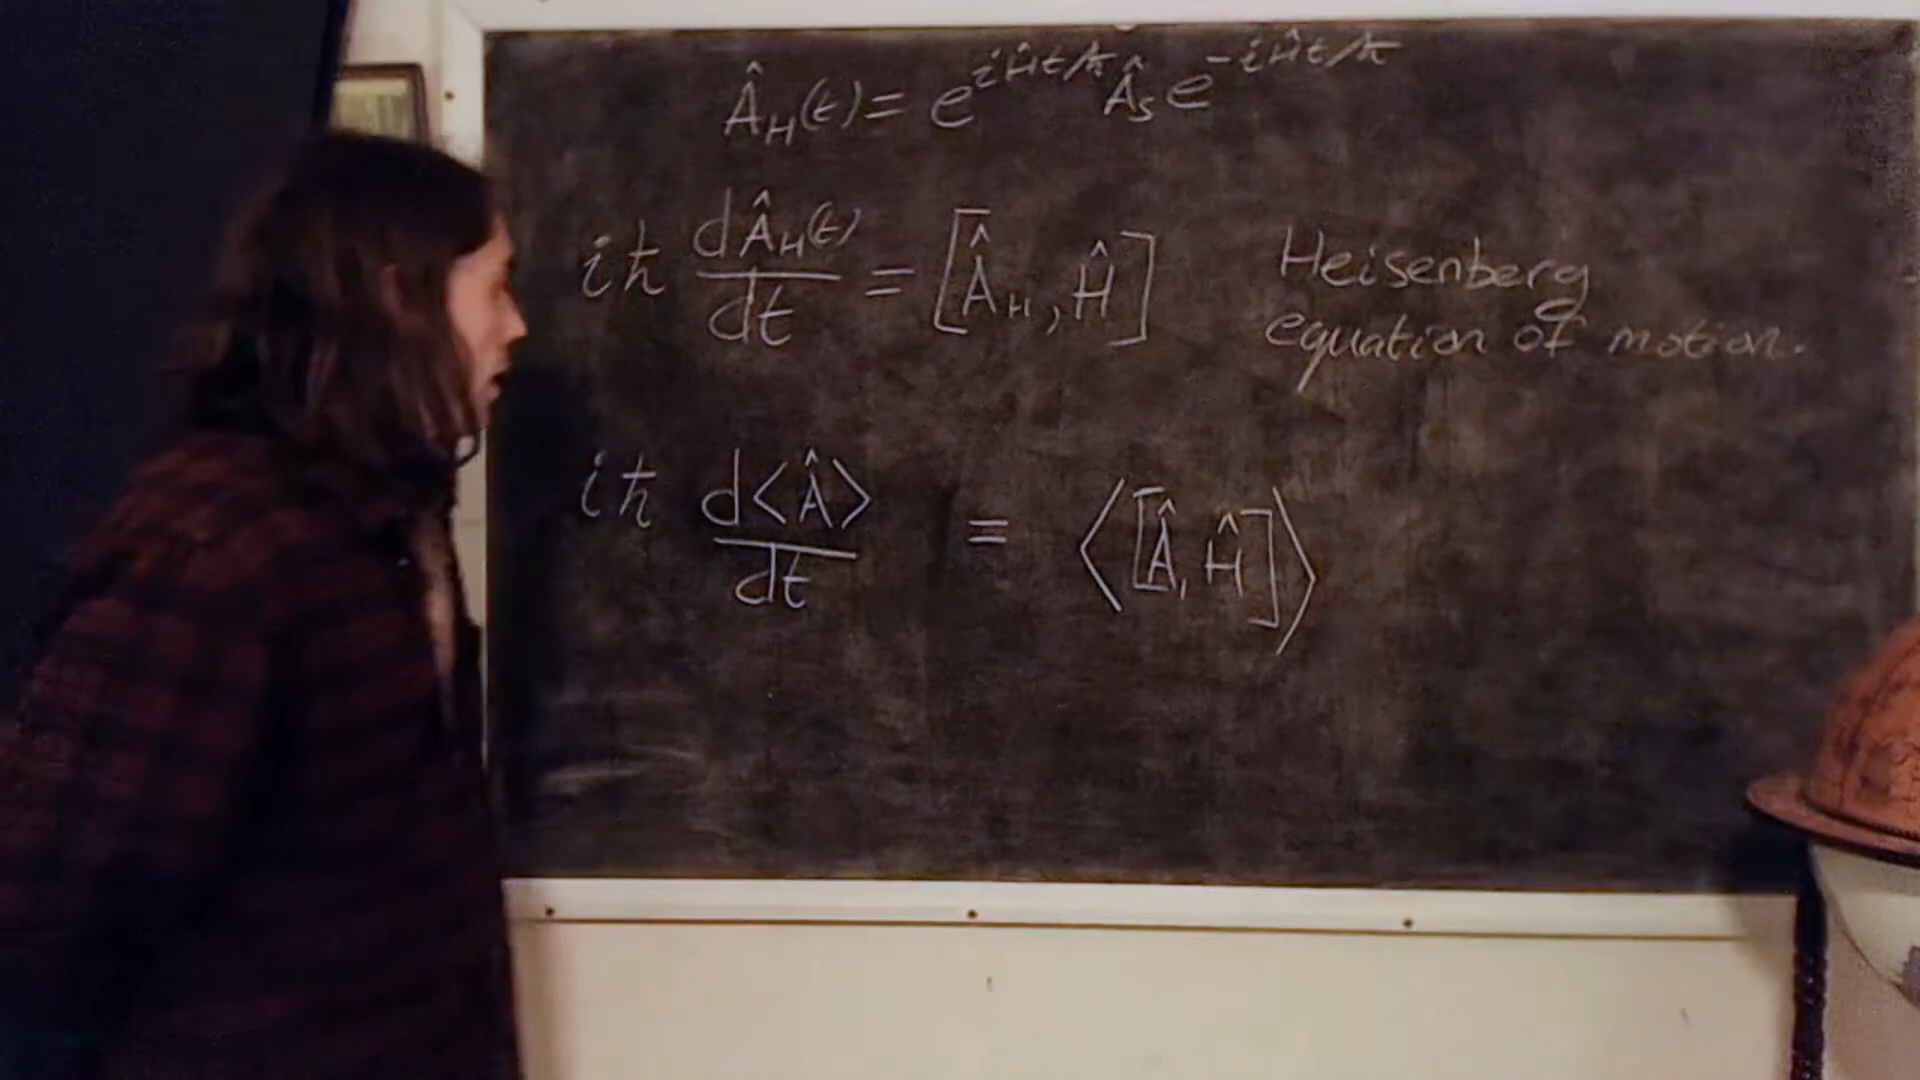 Â_H(t) = e^{iĤt/ħ} Â_S e^{-iĤt/ħ}
iħ dÂ_H(t)/dt = [Â_H, Ĥ] Heisenberg equation of motion.
iħ d⟨Â⟩/dt = ⟨[Â, Ĥ]⟩